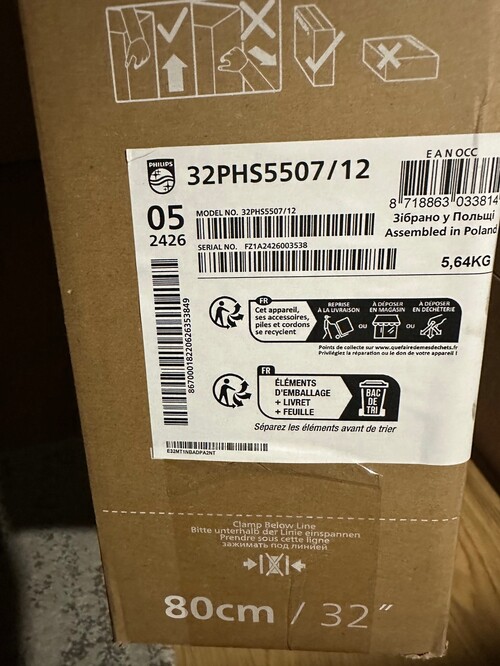 PHILIPS
32PHS5507/12
EAN OCC
8 718863 033814
05
2426
MODEL NO. 32PHS5507/12
Зібрано у Польщі
Assembled in Poland
SERIAL NO. FZ1A2426003538
5,64KG
86700018220626353849
FR
Cet appareil,
ses accessoires,
piles et cordons
se recyclent
REPRISE
À LA LIVRAISON
OU
À DÉPOSER
EN MAGASIN
OU
À DÉPOSER
EN DÉCHÈTERIE
Points de collecte sur www.quefairedemesdechets.fr
Privilégiez la réparation ou le don de votre appareil !
FR
ÉLÉMENTS
D'EMBALLAGE
+ LIVRET
+ FEUILLE
BAC
DE
TRI
Séparez les éléments avant de trier
E32MT1NBADPA2NT
Clamp Below Line
Bitte unterhalb der Linie einspannen
Prendre sous cette ligne
зажимать под линией
80cm / 32"